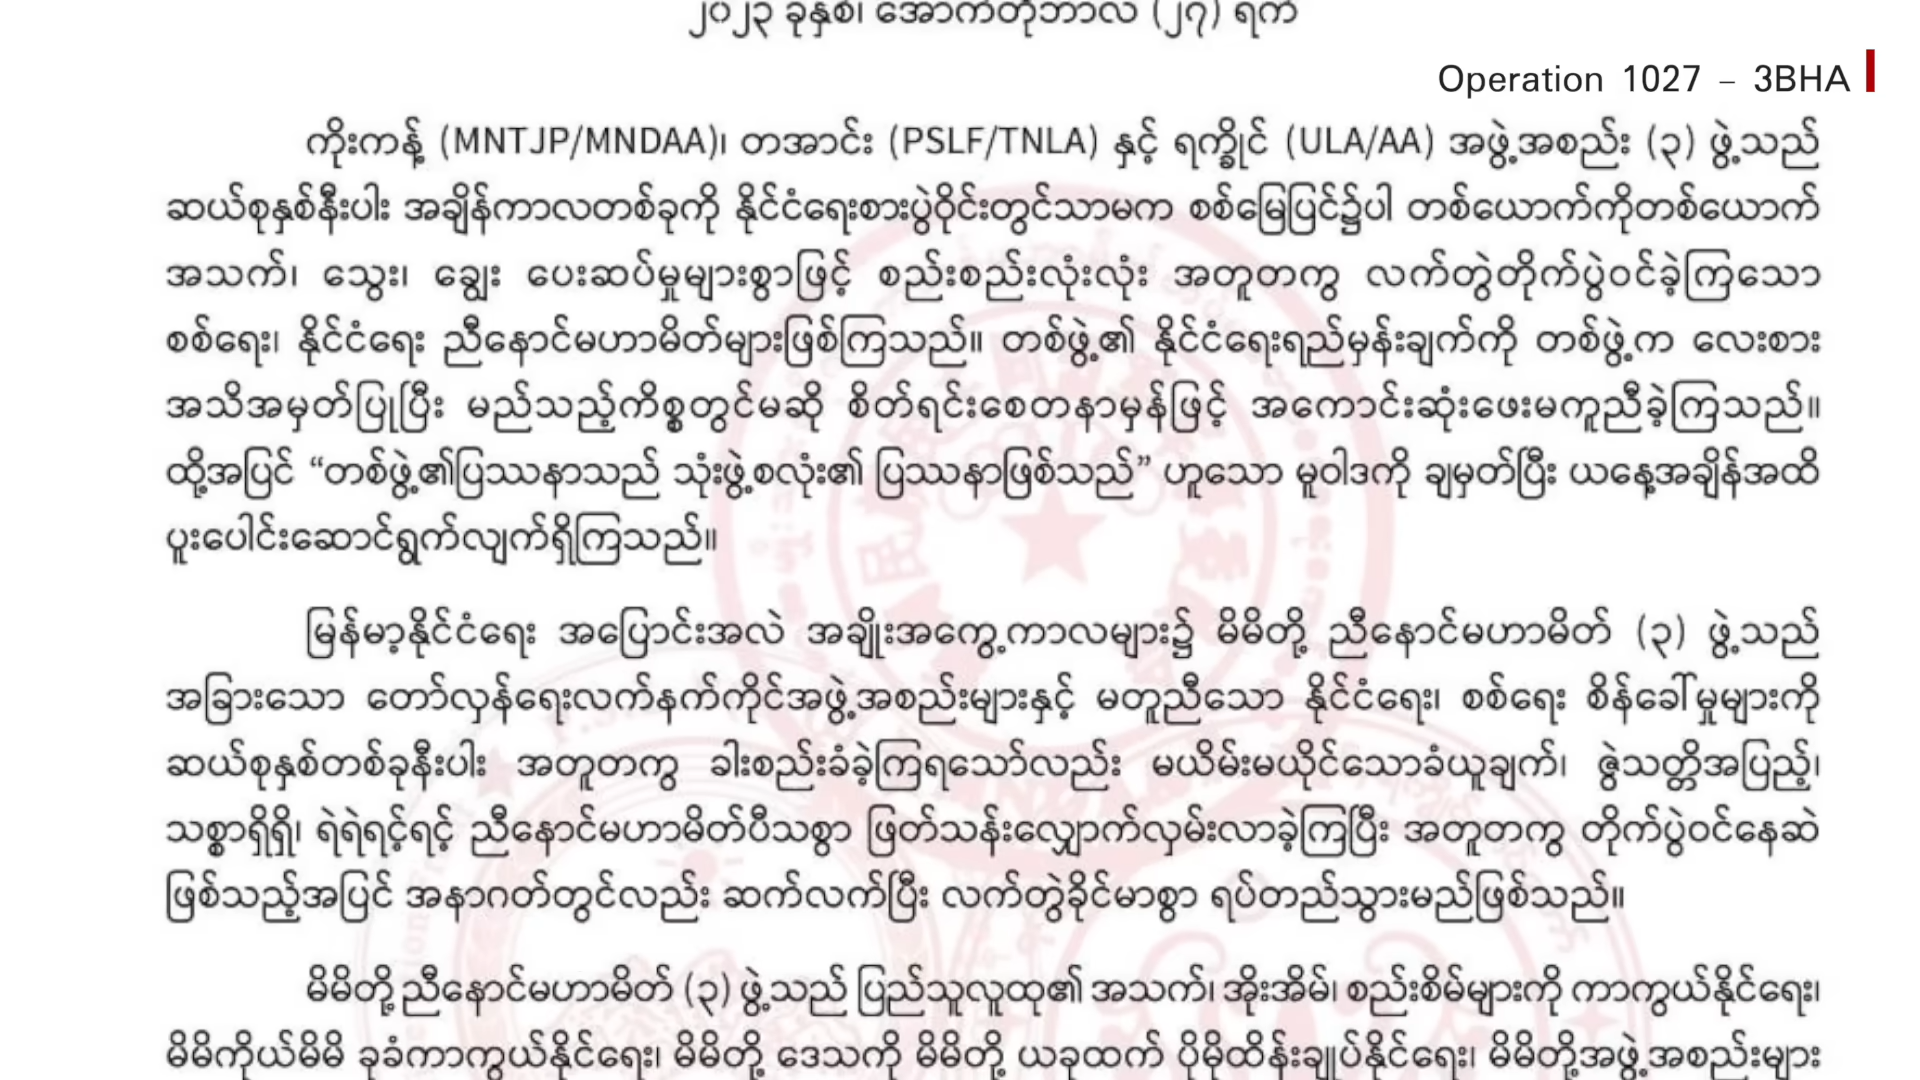 ၂၀၂၃ ခုနှစ်၊ အောက်တိုဘာလ (၂၇) ရက်
Operation 1027 – 3BHA
ကိုးကန့် (MNTJP/MNDAA)၊ တအာင်း (PSLF/TNLA) နှင့် ရက္ခိုင် (ULA/AA) အဖွဲ့အစည်း (၃) ဖွဲ့သည်
ဆယ်စုနှစ်နီးပါး အချိန်ကာလတစ်ခုကို နိုင်ငံရေးစားပွဲဝိုင်းတွင်သာမက စစ်မြေပြင်၌ပါ တစ်ယောက်ကိုတစ်ယောက်
အသက်၊ သွေး၊ ချွေး ပေးဆပ်မှုများစွာဖြင့် စည်းစည်းလုံးလုံး အတူတကွ လက်တွဲတိုက်ပွဲဝင်ခဲ့ကြသော
စစ်ရေး၊ နိုင်ငံရေး ညီနောင်မဟာမိတ်များဖြစ်ကြသည်။ တစ်ဖွဲ့၏ နိုင်ငံရေးရည်မှန်းချက်ကို တစ်ဖွဲ့က လေးစား
အသိအမှတ်ပြုပြီး မည်သည့်ကိစ္စတွင်မဆို စိတ်ရင်းစေတနာမှန်ဖြင့် အကောင်းဆုံးဖေးမကူညီခဲ့ကြသည်။
ထို့အပြင် “တစ်ဖွဲ့၏ပြဿနာသည် သုံးဖွဲ့စလုံး၏ ပြဿနာဖြစ်သည်” ဟူသော မူဝါဒကို ချမှတ်ပြီး ယနေ့အချိန်အထိ
ပူးပေါင်းဆောင်ရွက်လျက်ရှိကြသည်။
မြန်မာ့နိုင်ငံရေး အပြောင်းအလဲ အချိုးအကွေ့ကာလများ၌ မိမိတို့ ညီနောင်မဟာမိတ် (၃) ဖွဲ့သည်
အခြားသော တော်လှန်ရေးလက်နက်ကိုင်အဖွဲ့အစည်းများနှင့် မတူညီသော နိုင်ငံရေး၊ စစ်ရေး စိန်ခေါ်မှုများကို
ဆယ်စုနှစ်တစ်ခုနီးပါး အတူတကွ ခါးစည်းခံခဲ့ကြရသော်လည်း မယိမ်းမယိုင်သောခံယူချက်၊ ဇွဲသတ္တိအပြည့်၊
သစ္စာရှိရှိ၊ ရဲရဲရင့်ရင့် ညီနောင်မဟာမိတ်ပီသစွာ ဖြတ်သန်းလျှောက်လှမ်းလာခဲ့ကြပြီး အတူတကွ တိုက်ပွဲဝင်နေဆဲ
ဖြစ်သည့်အပြင် အနာဂတ်တွင်လည်း ဆက်လက်ပြီး လက်တွဲခိုင်မာစွာ ရပ်တည်သွားမည်ဖြစ်သည်။
မိမိတို့ညီနောင်မဟာမိတ် (၃) ဖွဲ့သည် ပြည်သူလူထု၏ အသက်၊ အိုးအိမ်၊ စည်းစိမ်များကို ကာကွယ်နိုင်ရေး၊
မိမိကိုယ်မိမိ ခုခံကာကွယ်နိုင်ရေး၊ မိမိတို့ ဒေသကို မိမိတို့ ယခုထက် ပိုမိုထိန်းချုပ်နိုင်ရေး၊ မိမိတို့အဖွဲ့အစည်းများ